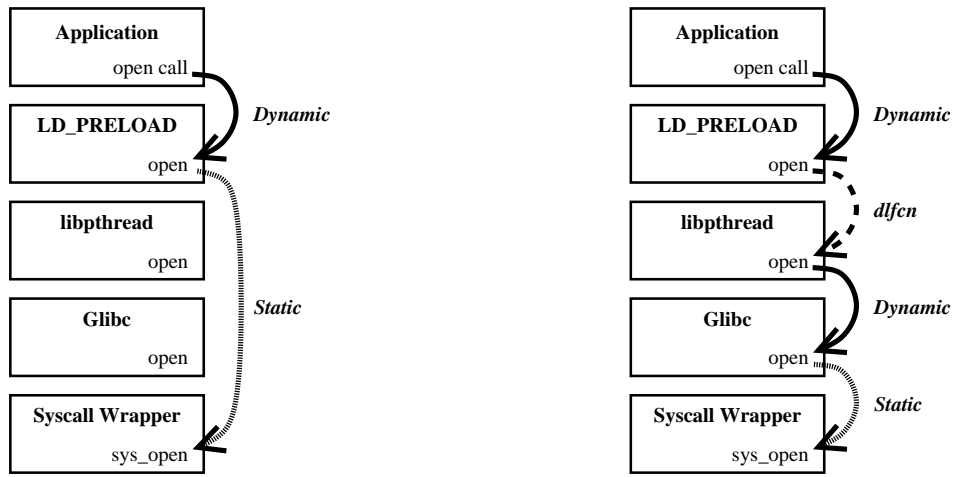 Application
open call
Dynamic
LD_PRELOAD
open
libpthread
open
Static
Glibc
open
Syscall Wrapper
sys_open
Application
open call
Dynamic
LD_PRELOAD
open
dlfcn
libpthread
open
Dynamic
Glibc
open
Static
Syscall Wrapper
sys_open